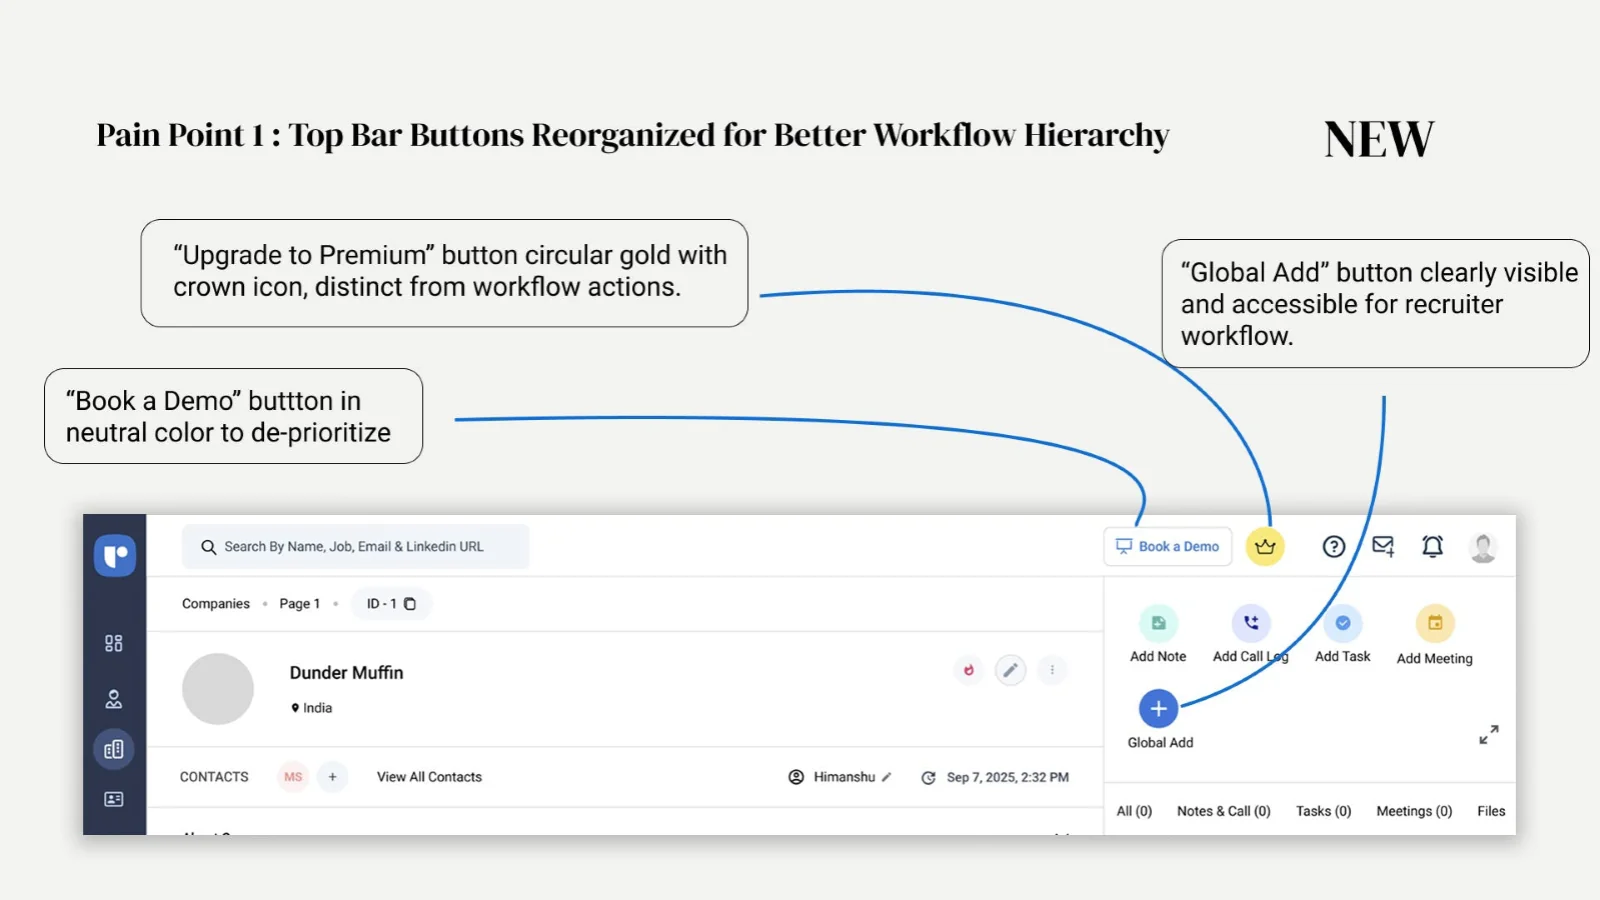 Pain Point 1 : Top Bar Buttons Reorganized for Better Workflow Hierarchy
NEW
“Upgrade to Premium” button circular gold with
crown icon, distinct from workflow actions.
“Global Add” button clearly visible
and accessible for recruiter
workflow.
“Book a Demo” buttton in
neutral color to de-prioritize
Search By Name, Job, Email & Linkedin URL
Book a Demo
Companies • Page 1 • ID - 1
Dunder Muffin
India
Add Note
Add Call Log
Add Task
Add Meeting
Global Add
CONTACTS
MS
+
View All Contacts
Himanshu
Sep 7, 2025, 2:32 PM
All (0)
Notes & Call (0)
Tasks (0)
Meetings (0)
Files